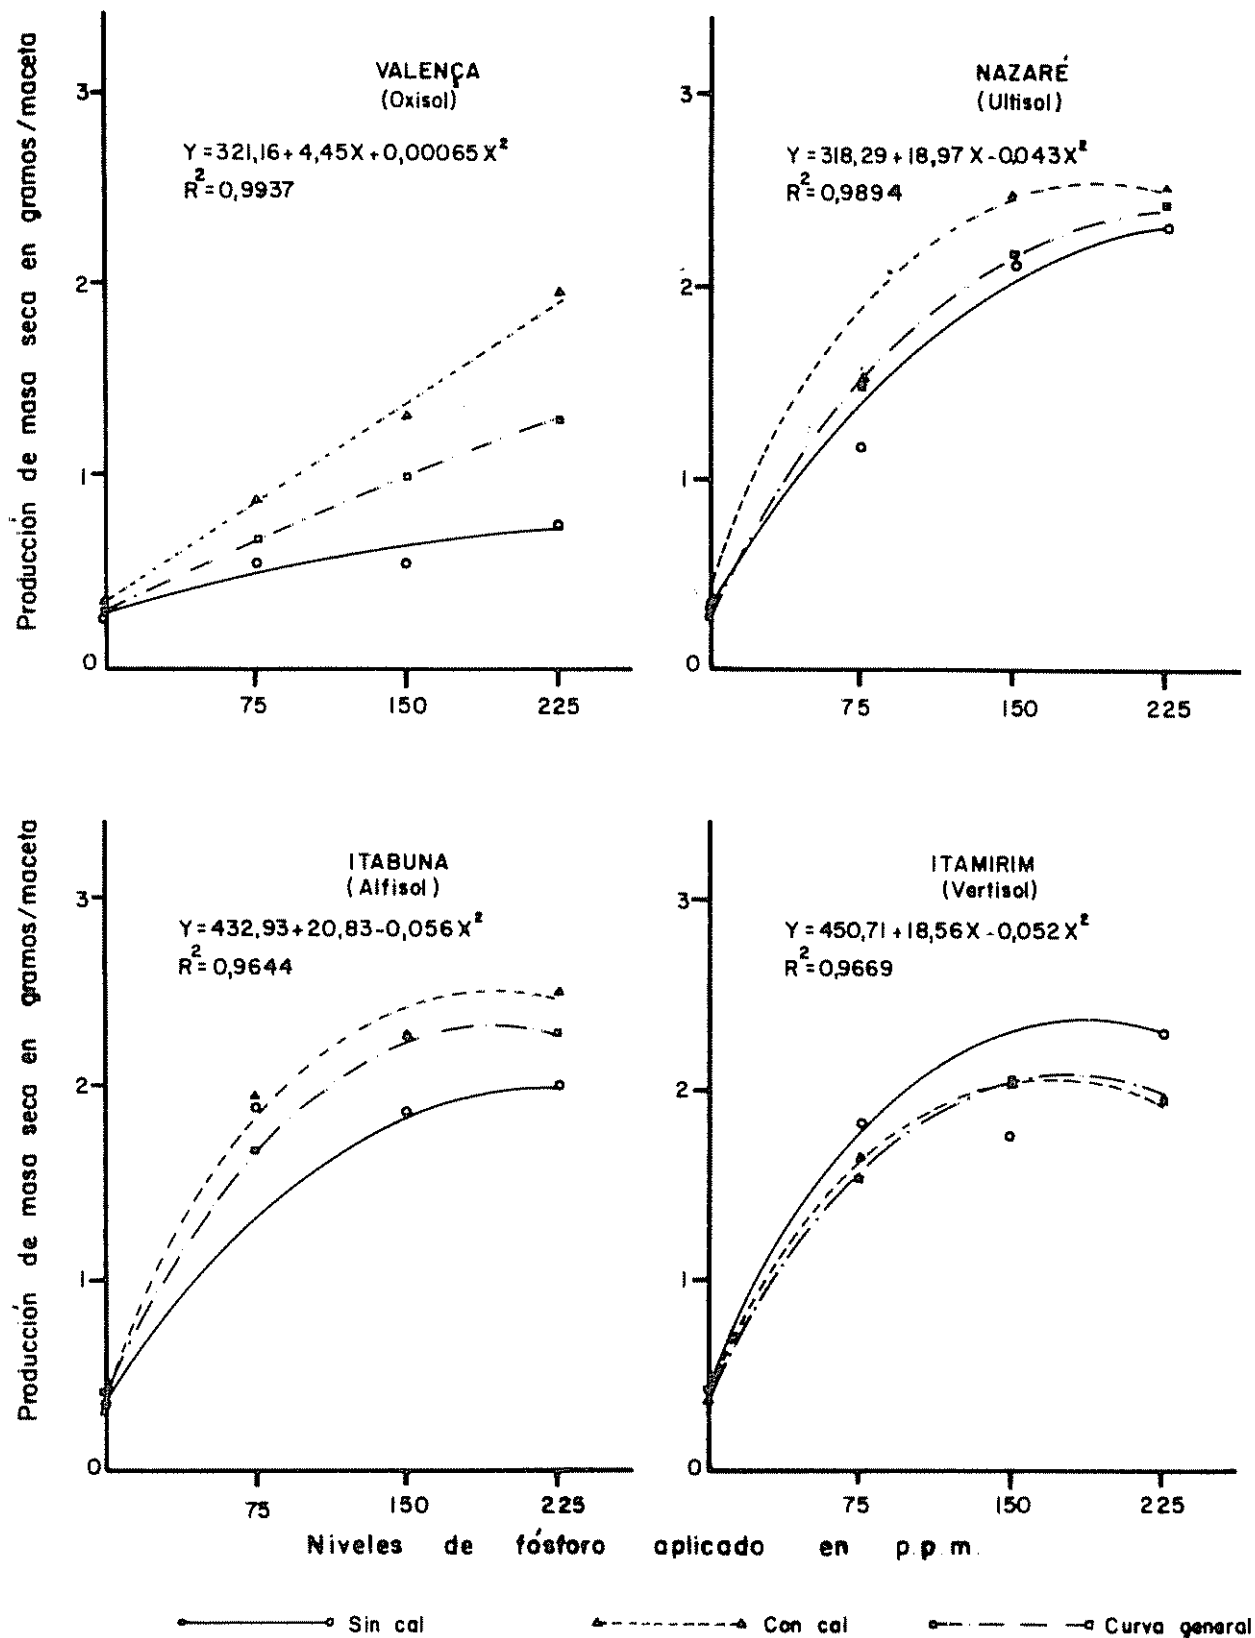 Producción de masa seca en gramos/maceta
3
2
1
0
75
150
225
VALENÇA
(Oxisol)
Y = 321,16 + 4,45X + 0,00065X²
R² = 0,9937
3
2
1
0
75
150
225
NAZARÉ
(Ultisol)
Y = 318,29 + 18,97 X - 0,043X²
R² = 0,9894
Producción de masa seca en gramos/maceta
3
2
1
0
75
150
225
ITABUNA
(Alfisol)
Y = 432,93 + 20,83 - 0,056X²
R² = 0,9644
3
2
1
0
75
150
225
ITAMIRIM
(Vertisol)
Y = 450,71 + 18,56X - 0,052X²
R² = 0,9669
Niveles de fósforo aplicado en p.p.m.
Sin cal
Con cal
Curva general